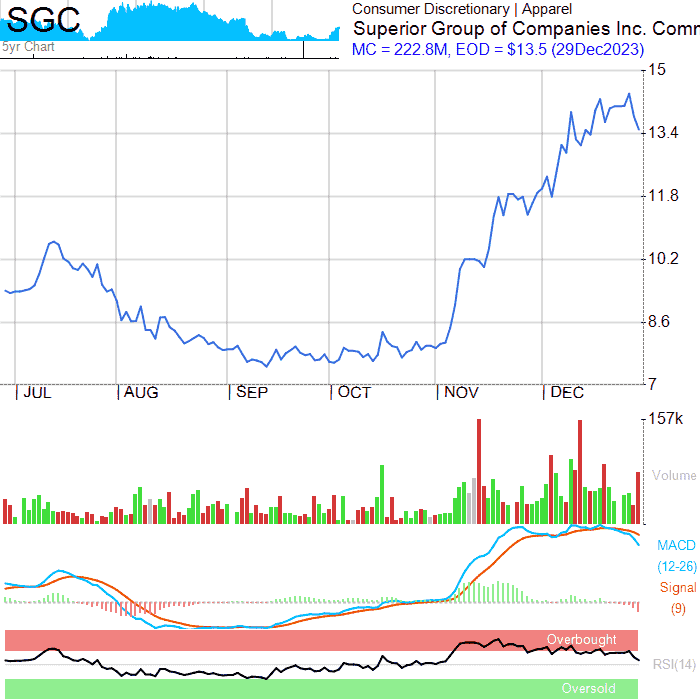 SGC
5yr Chart
Consumer Discretionary | Apparel
Superior Group of Companies Inc. Comm
MC = 222.8M, EOD = $13.5 (29Dec2023)
15
13.4
11.8
10.2
8.6
7
JUL AUG SEP OCT NOV DEC
157k
Volume
MACD
(12-26)
Signal
(9)
Overbought
RSI(14)
Oversold